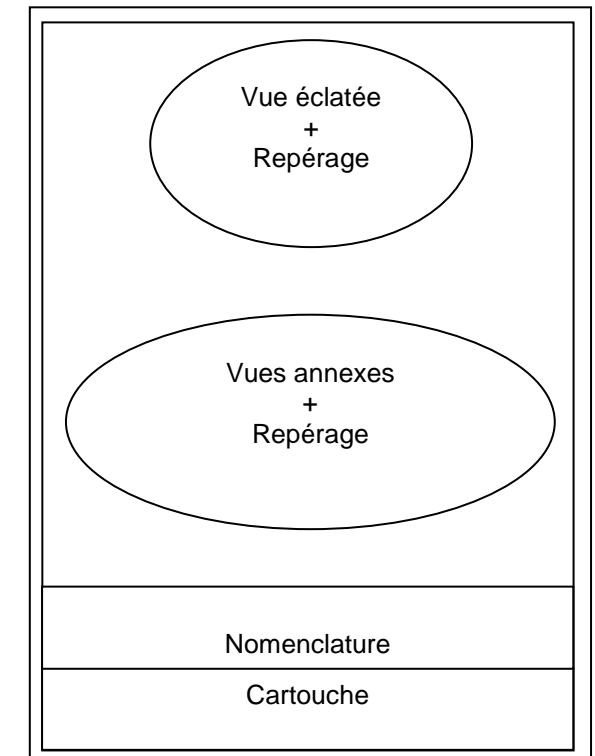 Vue éclatée
+
Repérage
Vues annexes
+
Repérage
Nomenclature
Cartouche